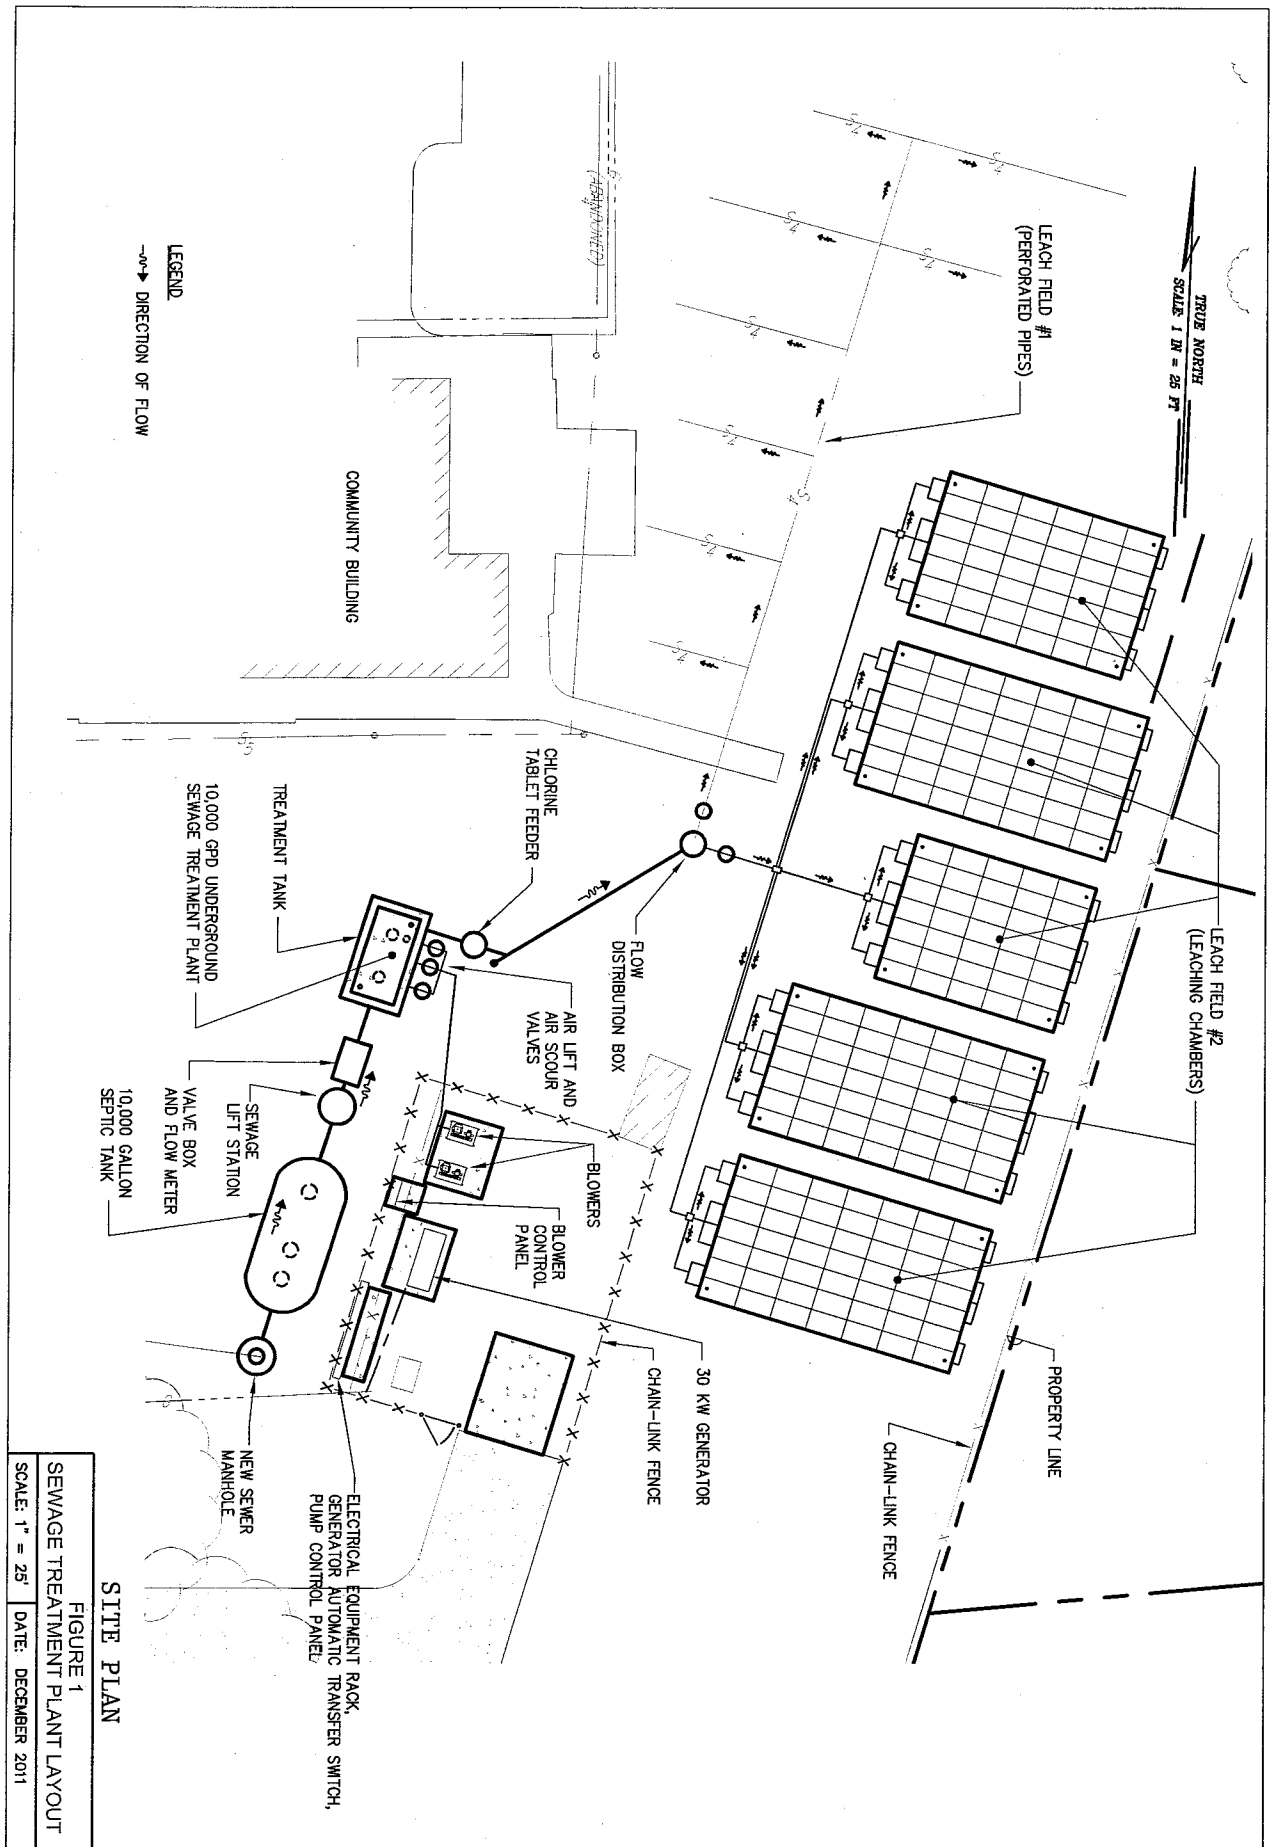 TRUE NORTH
SCALE: 1 IN = 25 FT
LEACH FIELD #1
(PERFORATED PIPES)
LEACH FIELD #2
(LEACHING CHAMBERS)
(ABANDONED)
LEGEND
DIRECTION OF FLOW
COMMUNITY BUILDING
PROPERTY LINE
CHAIN-LINK FENCE
FLOW
DISTRIBUTION BOX
CHLORINE
TABLET FEEDER
TREATMENT TANK
10,000 GPD UNDERGROUND
SEWAGE TREATMENT PLANT
AIR LIFT AND
AIR SCOUR
VALVES
BLOWERS
BLOWER
CONTROL
PANEL
30 KW GENERATOR
CHAIN-LINK FENCE
VALVE BOX
AND FLOW METER
SEWAGE
LIFT STATION
10,000 GALLON
SEPTIC TANK
NEW SEWER
MANHOLE
ELECTRICAL EQUIPMENT RACK,
GENERATOR AUTOMATIC TRANSFER SWITCH,
PUMP CONTROL PANEL
SITE PLAN
FIGURE 1
SEWAGE TREATMENT PLANT LAYOUT
SCALE: 1" = 25'
DATE: DECEMBER 2011